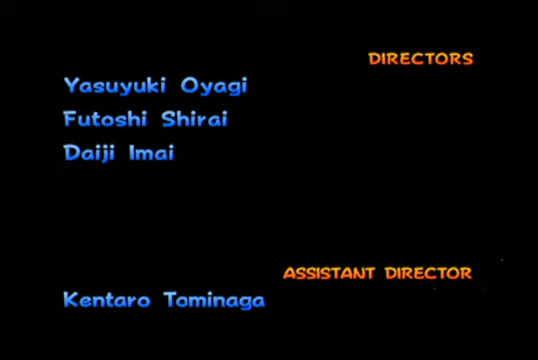 DIRECTORS
Yasuyuki Oyagi
Futoshi Shirai
Daiji Imai
ASSISTANT DIRECTOR
Kentaro Tominaga